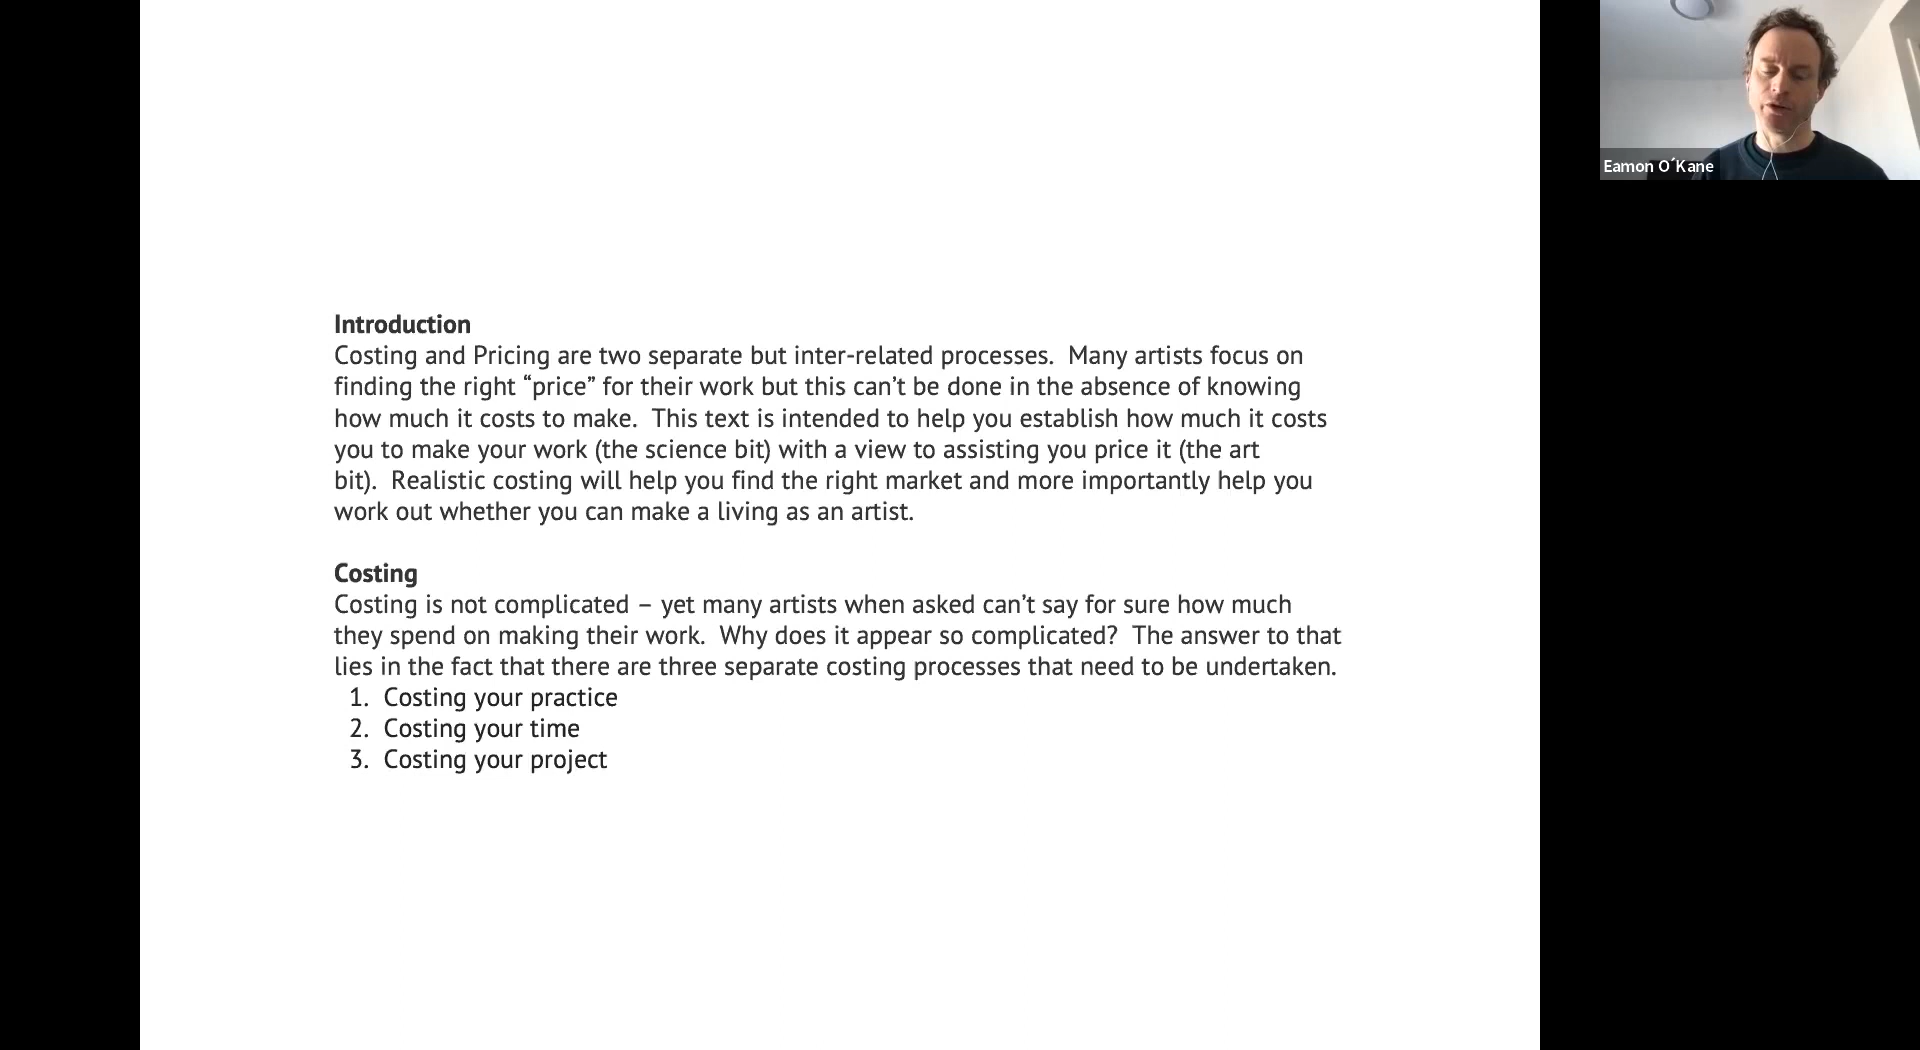 Introduction
Costing and Pricing are two separate but inter-related processes.  Many artists focus on
finding the right “price” for their work but this can’t be done in the absence of knowing
how much it costs to make.  This text is intended to help you establish how much it costs
you to make your work (the science bit) with a view to assisting you price it (the art
bit).  Realistic costing will help you find the right market and more importantly help you
work out whether you can make a living as an artist.
Costing
Costing is not complicated – yet many artists when asked can’t say for sure how much
they spend on making their work.  Why does it appear so complicated?  The answer to that
lies in the fact that there are three separate costing processes that need to be undertaken.
1. Costing your practice
2. Costing your time
3. Costing your project
Eamon O´Kane